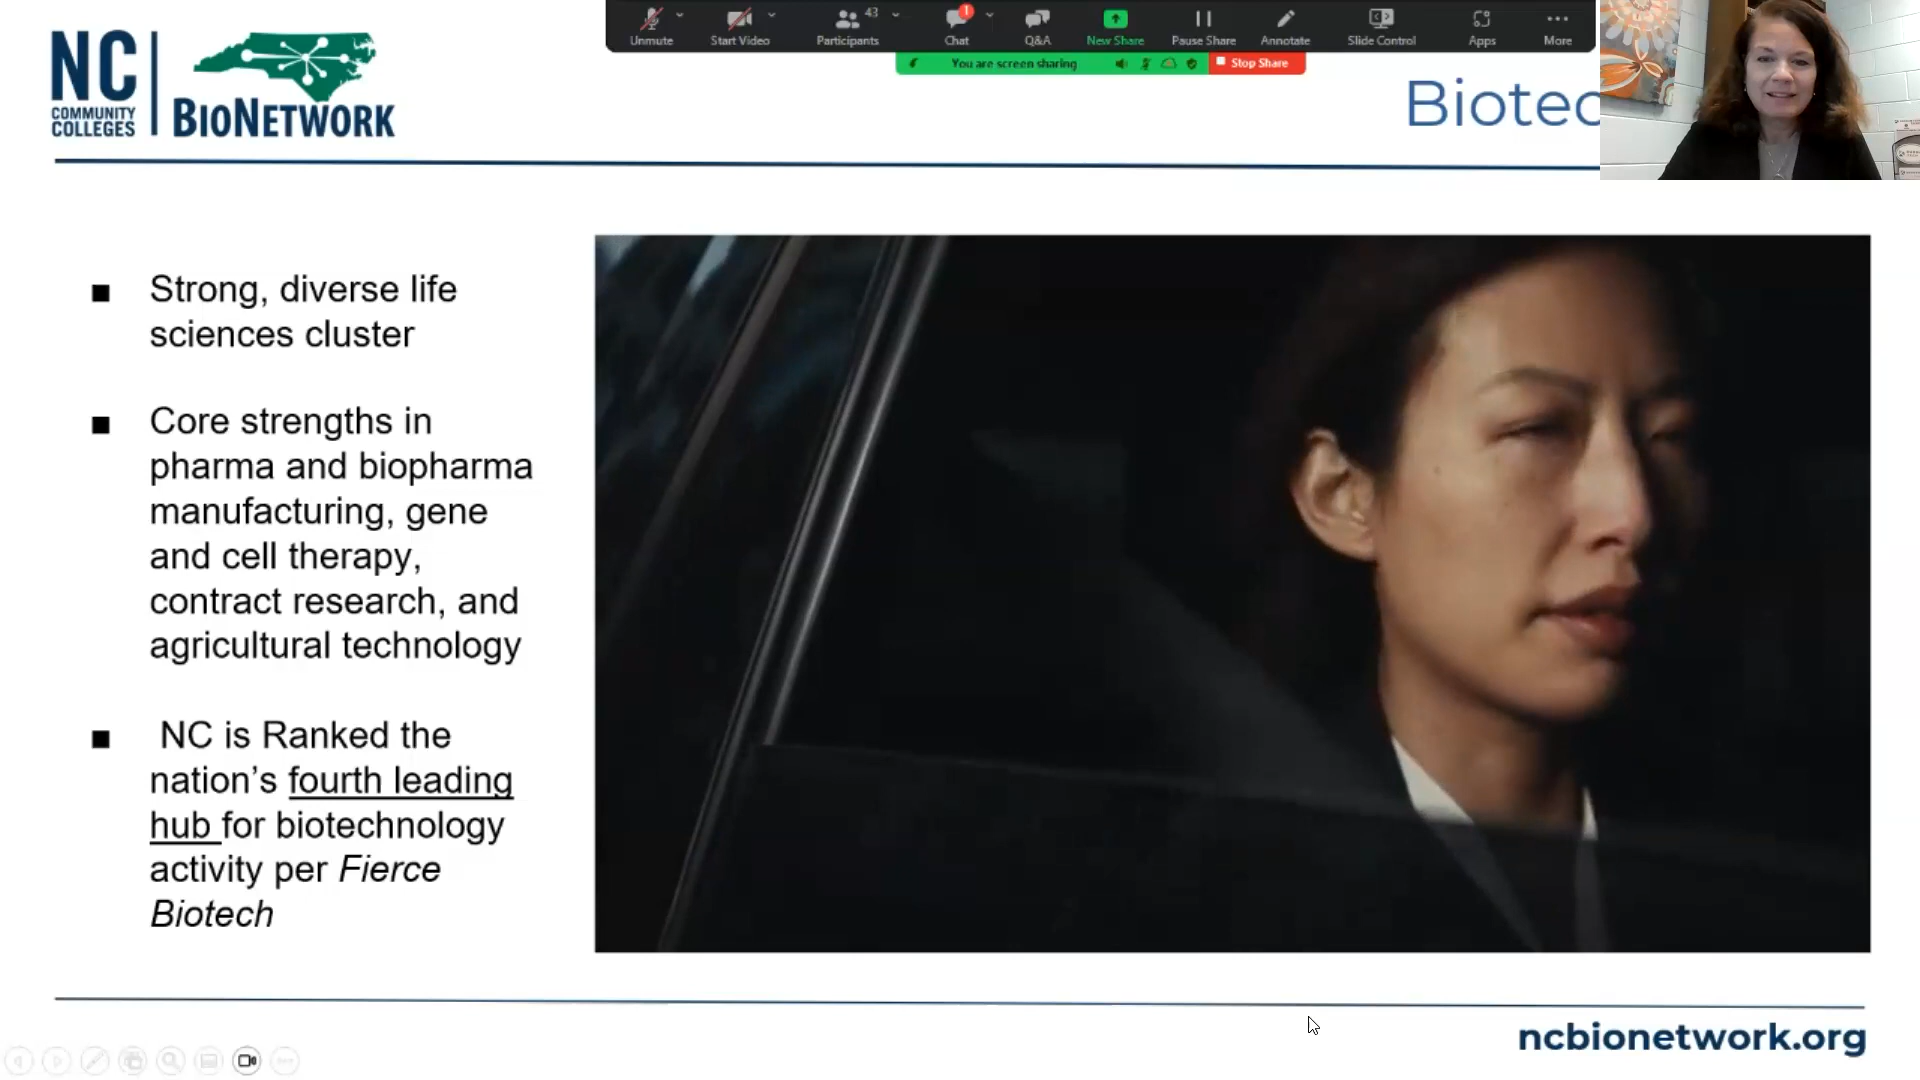 Unmute
Start Video
Participants
43
Chat
1
Q&A
New Share
Pause Share
Annotate
Slide Control
Apps
More
You are screen sharing
Stop Share
NC
COMMUNITY
COLLEGES
BIONETWORK
Biotec
Strong, diverse life
sciences cluster
Core strengths in
pharma and biopharma
manufacturing, gene
and cell therapy,
contract research, and
agricultural technology
NC is Ranked the
nation’s fourth leading
hub for biotechnology
activity per Fierce
Biotech
ncbionetwork.org